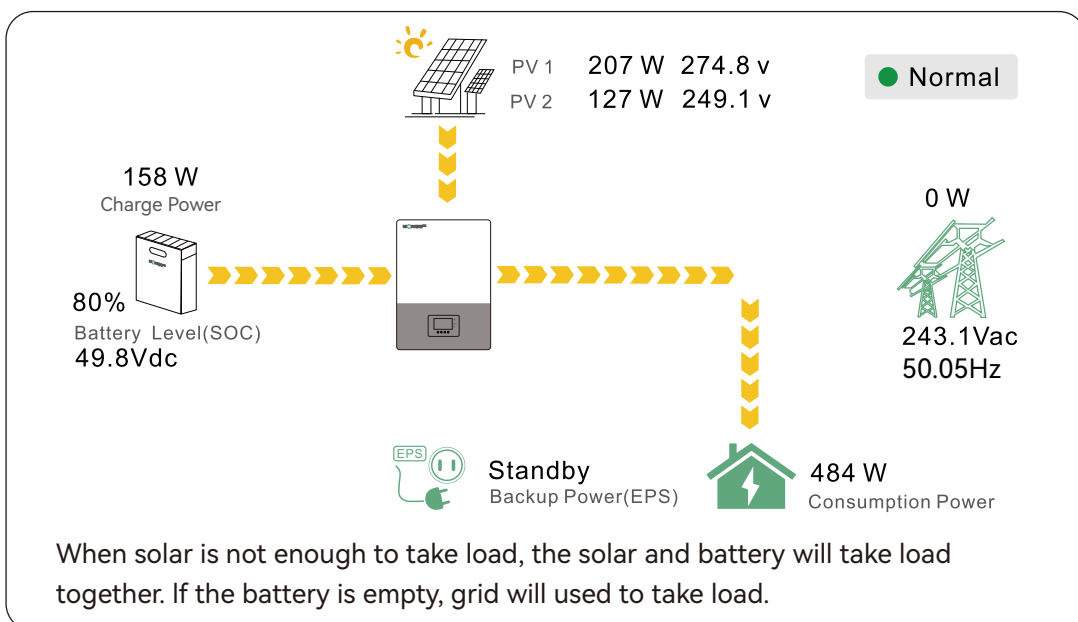 PV 1 207 W 274.8 v
PV 2 127 W 249.1 v
Normal
158 W
Charge Power
80%
Battery Level(SOC)
49.8Vdc
0 W
243.1Vac
50.05Hz
EPS
Standby
Backup Power(EPS)
484 W
Consumption Power
When solar is not enough to take load, the solar and battery will take load
together. If the battery is empty, grid will used to take load.